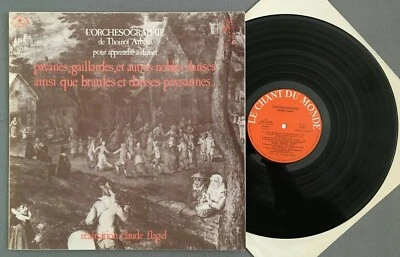 L'ORCHESOGRAPHIE
de Thoinot Arbeau
pour apprendre à danser
pavanes, gaillardes, et autres nobles danses
ainsi que branles et danses paysannes
réalisation claude flagel
LE CHANT DU MONDE